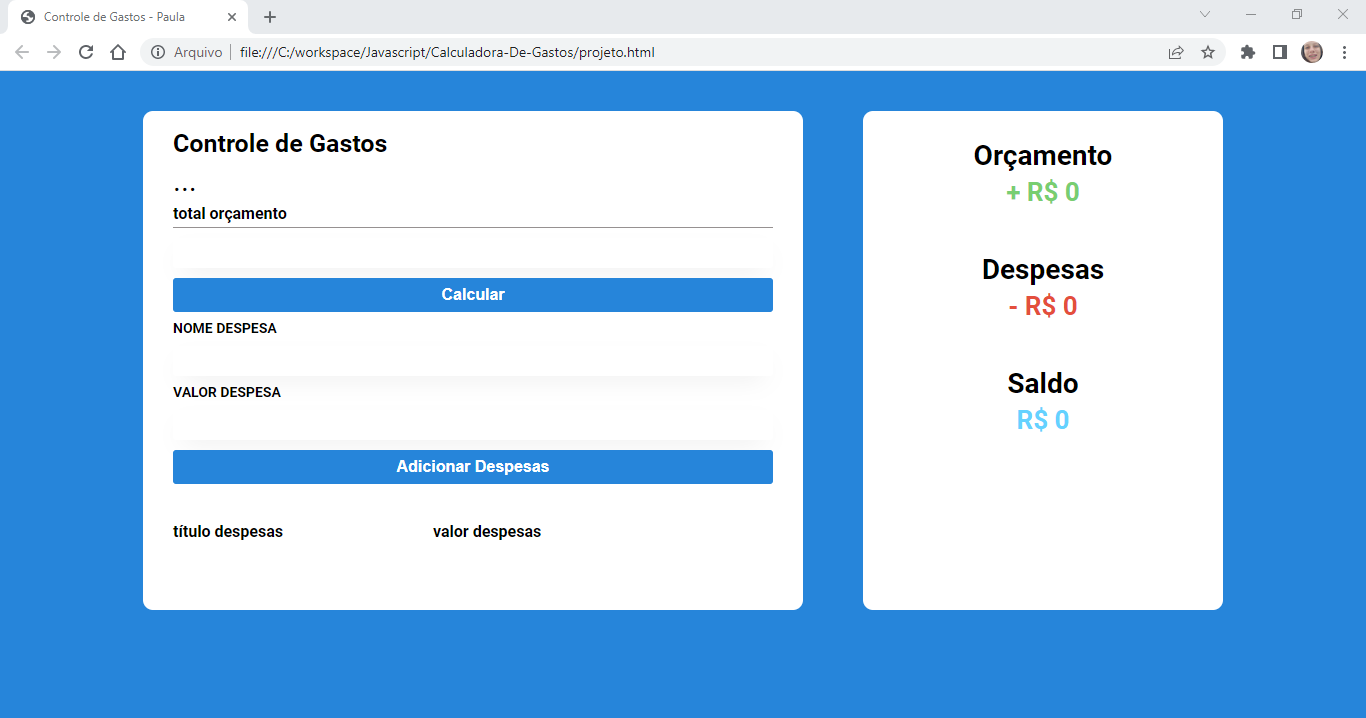 Controle de Gastos - Paula
Arquivo | file:///C:/workspace/Javascript/Calculadora-De-Gastos/projeto.html
Controle de Gastos
...
total orçamento
Calcular
NOME DESPESA
VALOR DESPESA
Adicionar Despesas
título despesas valor despesas
Orçamento
+ R$ 0
Despesas
- R$ 0
Saldo
R$ 0